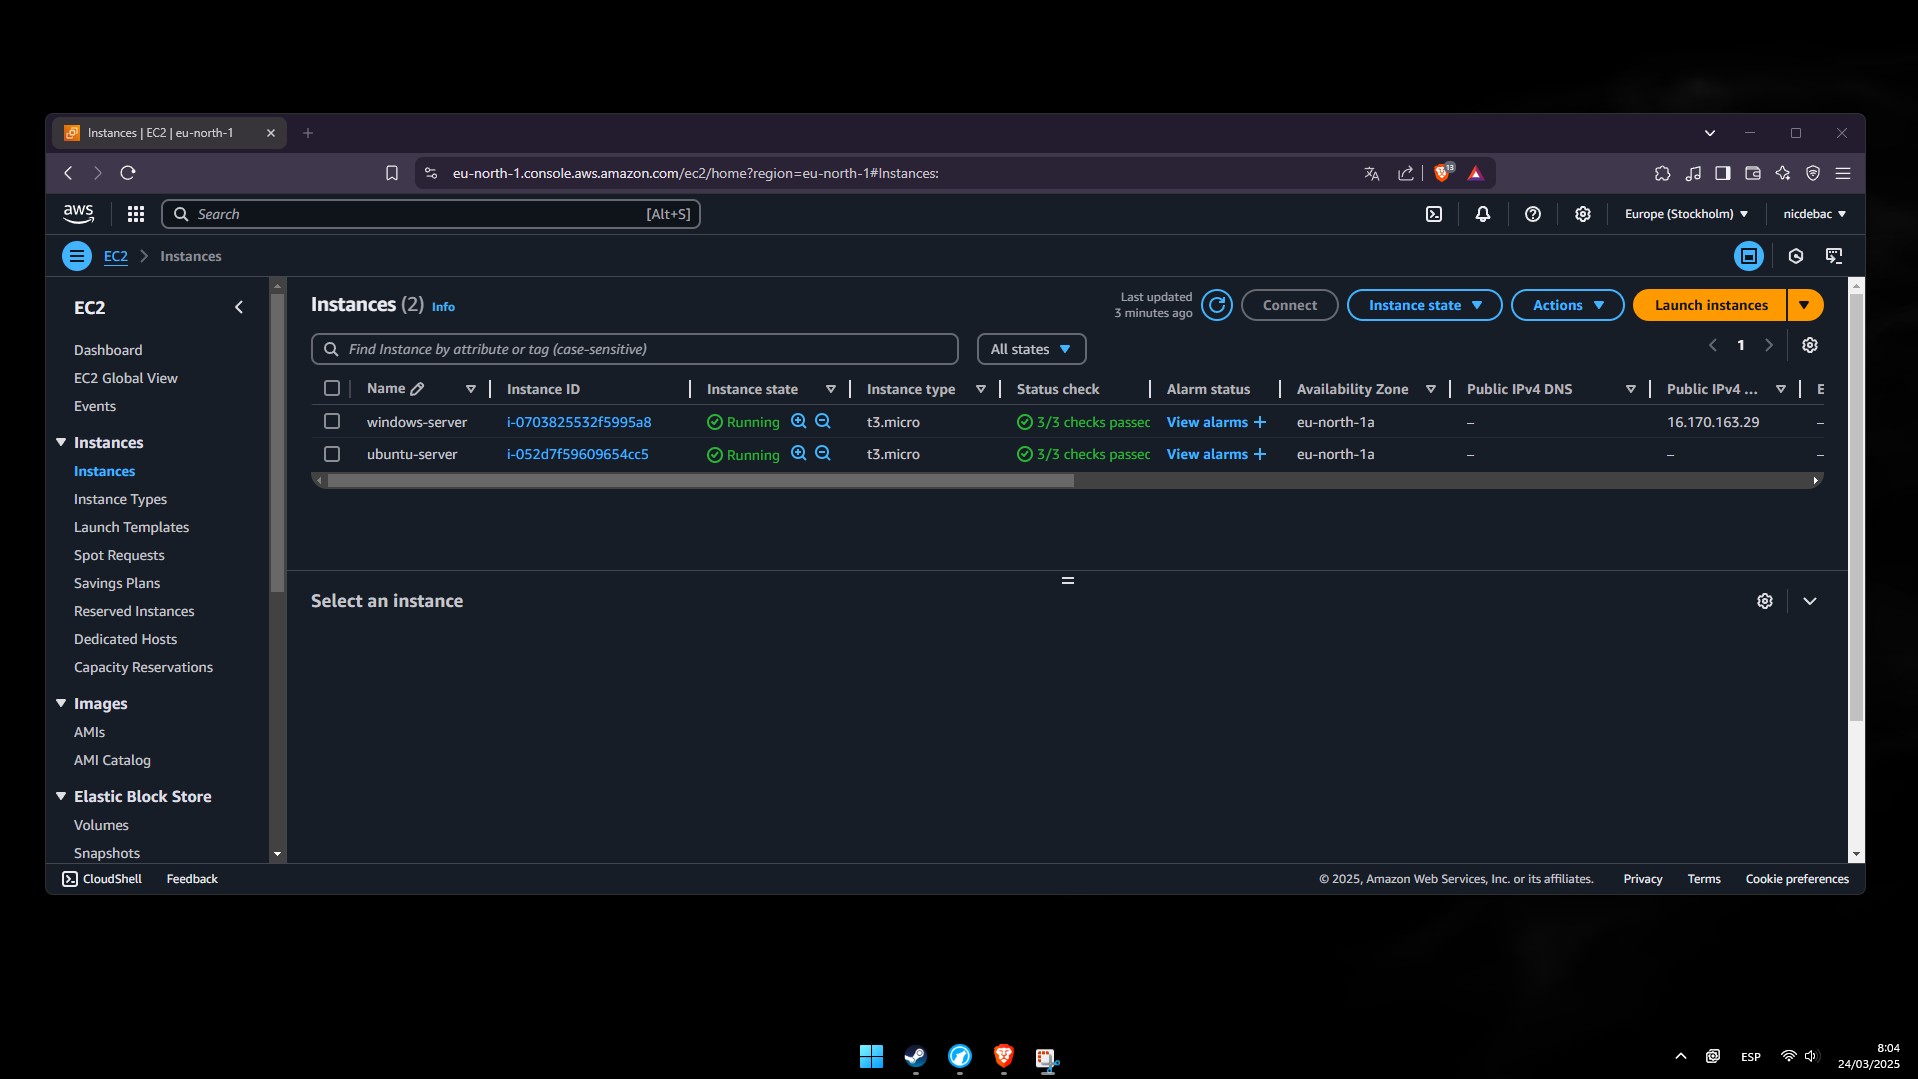 Instances | EC2 | eu-north-1
eu-north-1.console.aws.amazon.com/ec2/home?region=eu-north-1#Instances:
13
aws
Search
[Alt+S]
Europe (Stockholm)
nicdebac
EC2
Instances
EC2
Dashboard
EC2 Global View
Events
Instances
Instances
Instance Types
Launch Templates
Spot Requests
Savings Plans
Reserved Instances
Dedicated Hosts
Capacity Reservations
Images
AMIs
AMI Catalog
Elastic Block Store
Volumes
Snapshots
Instances (2) Info
Last updated
3 minutes ago
Connect
Instance state
Actions
Launch instances
Find Instance by attribute or tag (case-sensitive)
All states
1
Name Instance ID Instance state Instance type Status check Alarm status Availability Zone Public IPv4 DNS Public IPv4 ... E
windows-server i-0703825532f5995a8 Running t3.micro 3/3 checks passec View alarms + eu-north-1a – 16.170.163.29 –
ubuntu-server i-052d7f59609654cc5 Running t3.micro 3/3 checks passec View alarms + eu-north-1a – – –
Select an instance
CloudShell
Feedback
© 2025, Amazon Web Services, Inc. or its affiliates.
Privacy
Terms
Cookie preferences
ESP
8:04
24/03/2025